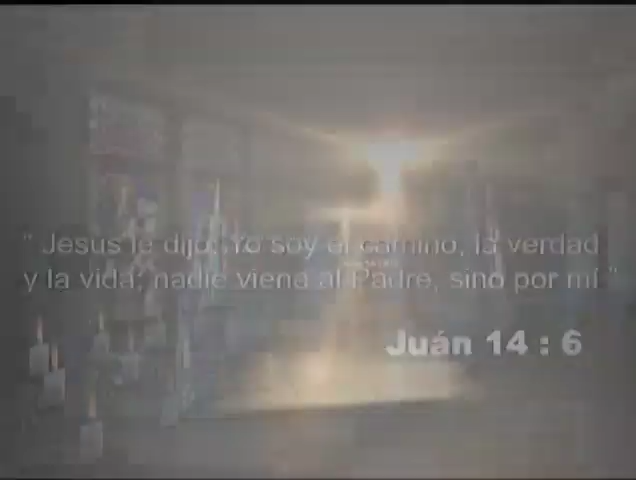 " Jesus le dijo: Yo soy el camino, la verdad
y la vida; nadie viene al Padre, sino por mí "
Juán 14 : 6